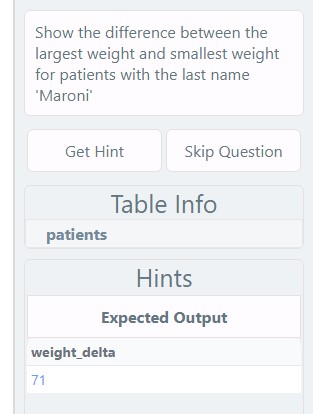 Show the difference between the
largest weight and smallest weight
for patients with the last name
'Maroni'
Get Hint
Skip Question
Table Info
patients
Hints
Expected Output
weight_delta
71